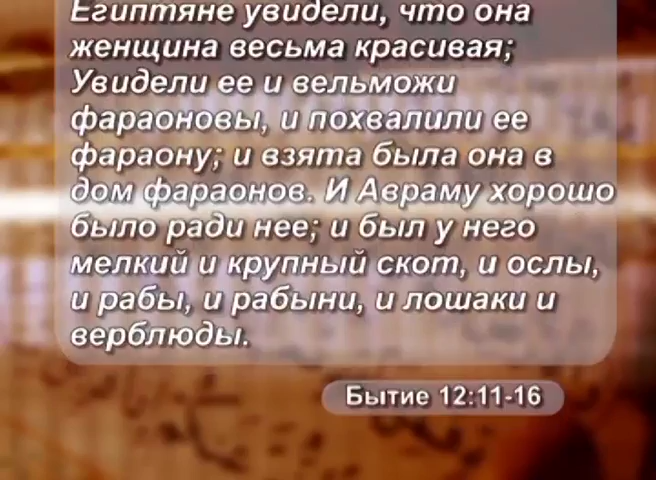 Египтяне увидели, что она
женщина весьма красивая;
Увидели ее и вельможи
фараоновы, и похвалили ее
фараону; и взята была она в
дом фараонов. И Авраму хорошо
было ради нее; и был у него
мелкий и крупный скот, и ослы,
и рабы, и рабыни, и лошаки и
верблюды.
Бытие 12:11-16